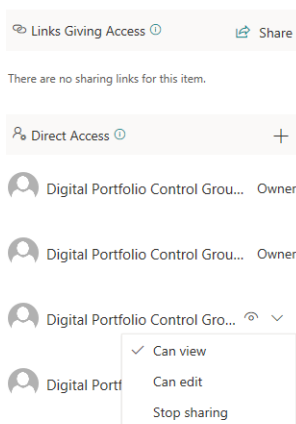 Links Giving Access
Share
There are no sharing links for this item.
Direct Access
Digital Portfolio Control Grou... Owner
Digital Portfolio Control Grou... Owner
Digital Portfolio Control Gro...
Can view
Digital Portf
Can edit
Stop sharing